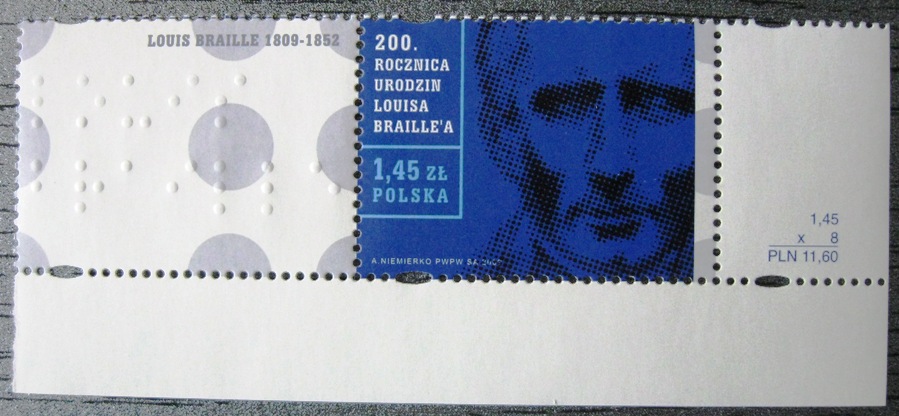 LOUIS BRAILLE 1809-1852
200.
ROCZNICA
URODZIN
LOUISA
BRAILLE'A
1,45 ZŁ
POLSKA
A.NIEMIERKO PWPW SA 2009
1,45
x 8
PLN 11,60